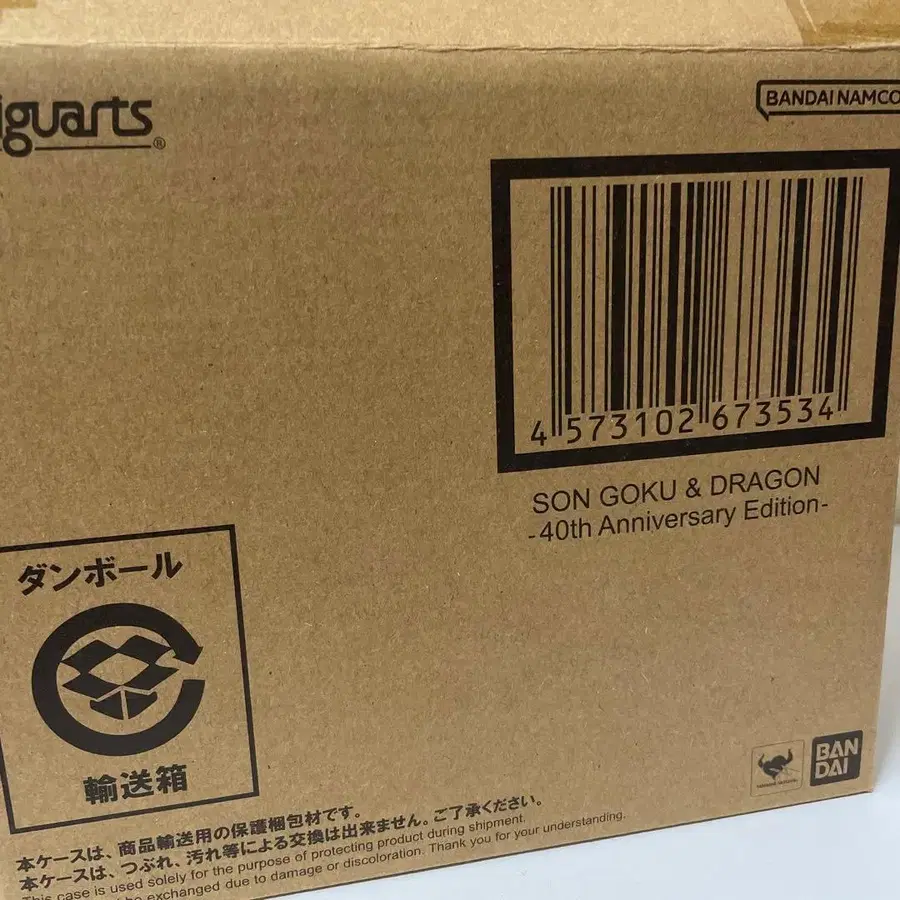 iguarts®
BANDAI NAMCO
4 573102 673534
SON GOKU & DRAGON
-40th Anniversary Edition-
ダンボール
輸送箱
BAN
DAI
本ケースは、商品輸送用の保護梱包材です。
本ケースは、つぶれ、汚れ等による交換は出来ません。ご了承ください。
This case is used solely for the purpose of protecting product during shipment.
be exchanged due to damage or discoloration. Thank you for your understanding.